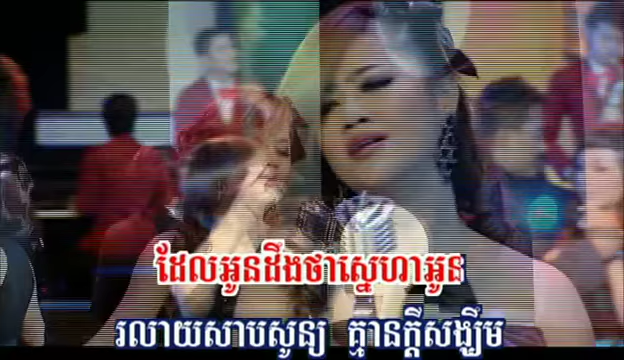 ដែលអូនដឹងថាស្នេហាអូន
រលាយសាបសូន្យ គ្មានក្ដីសង្ឃឹម